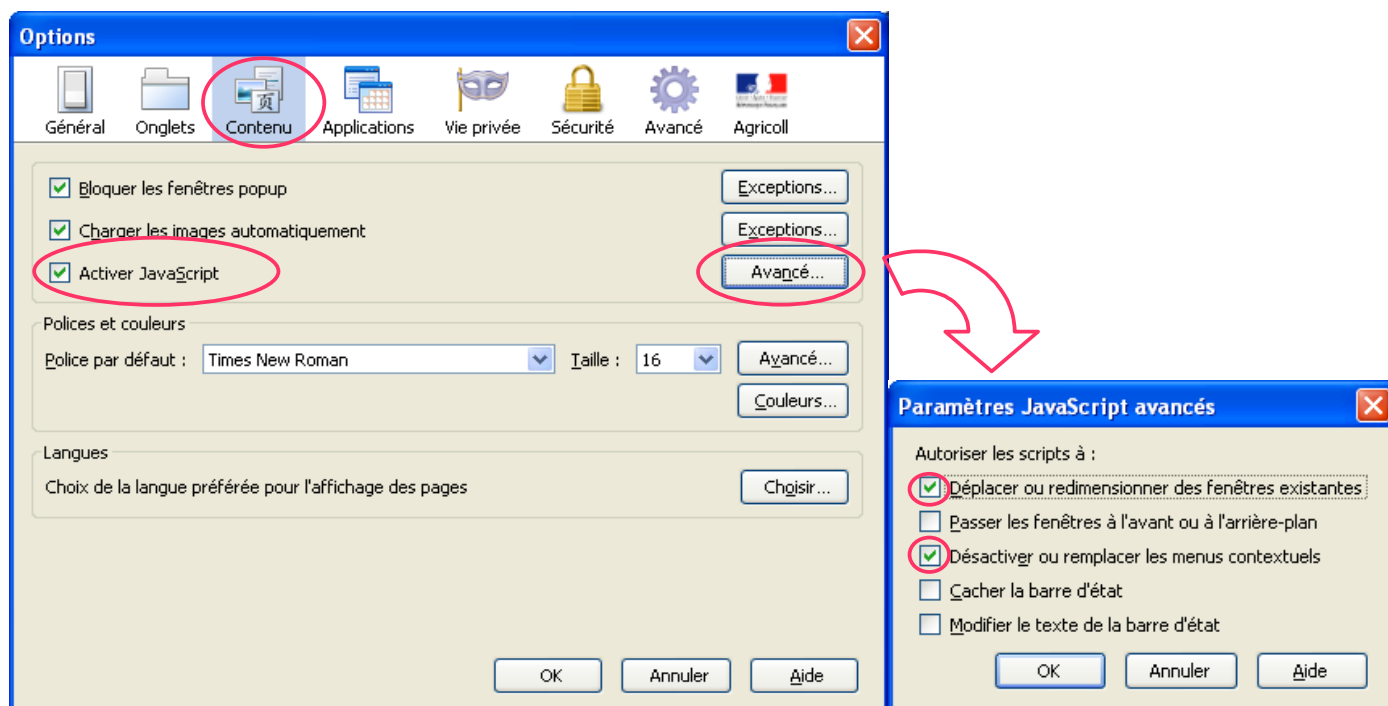 Options
Général Onglets Contenu Applications Vie privée Sécurité Avancé Agricoll
页
Bloquer les fenêtres popup Exceptions...
Charger les images automatiquement Exceptions...
Activer JavaScript Avancé...
Polices et couleurs
Police par défaut : Times New Roman Taille : 16 Avancé...
Couleurs...
Langues
Choix de la langue préférée pour l'affichage des pages Choisir...
OK Annuler Aide
Paramètres JavaScript avancés
Autoriser les scripts à :
Déplacer ou redimensionner des fenêtres existantes
Passer les fenêtres à l'avant ou à l'arrière-plan
Désactiver ou remplacer les menus contextuels
Cacher la barre d'état
Modifier le texte de la barre d'état
OK Annuler Aide